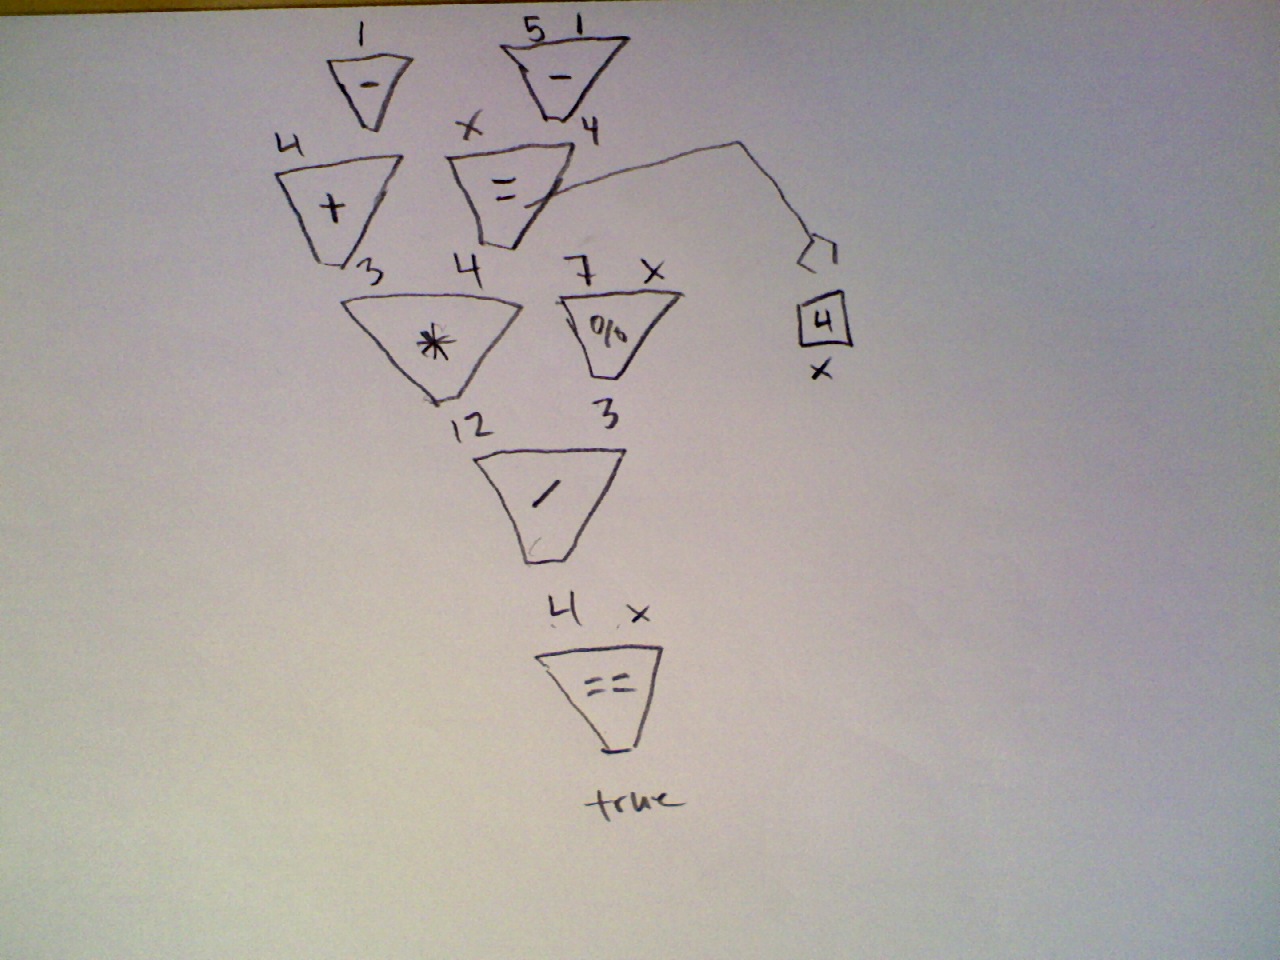 1 5 1
- -
4 x 4
+ =
3 4 7 x
* % 4
x
12 3
/
4 x
==
true